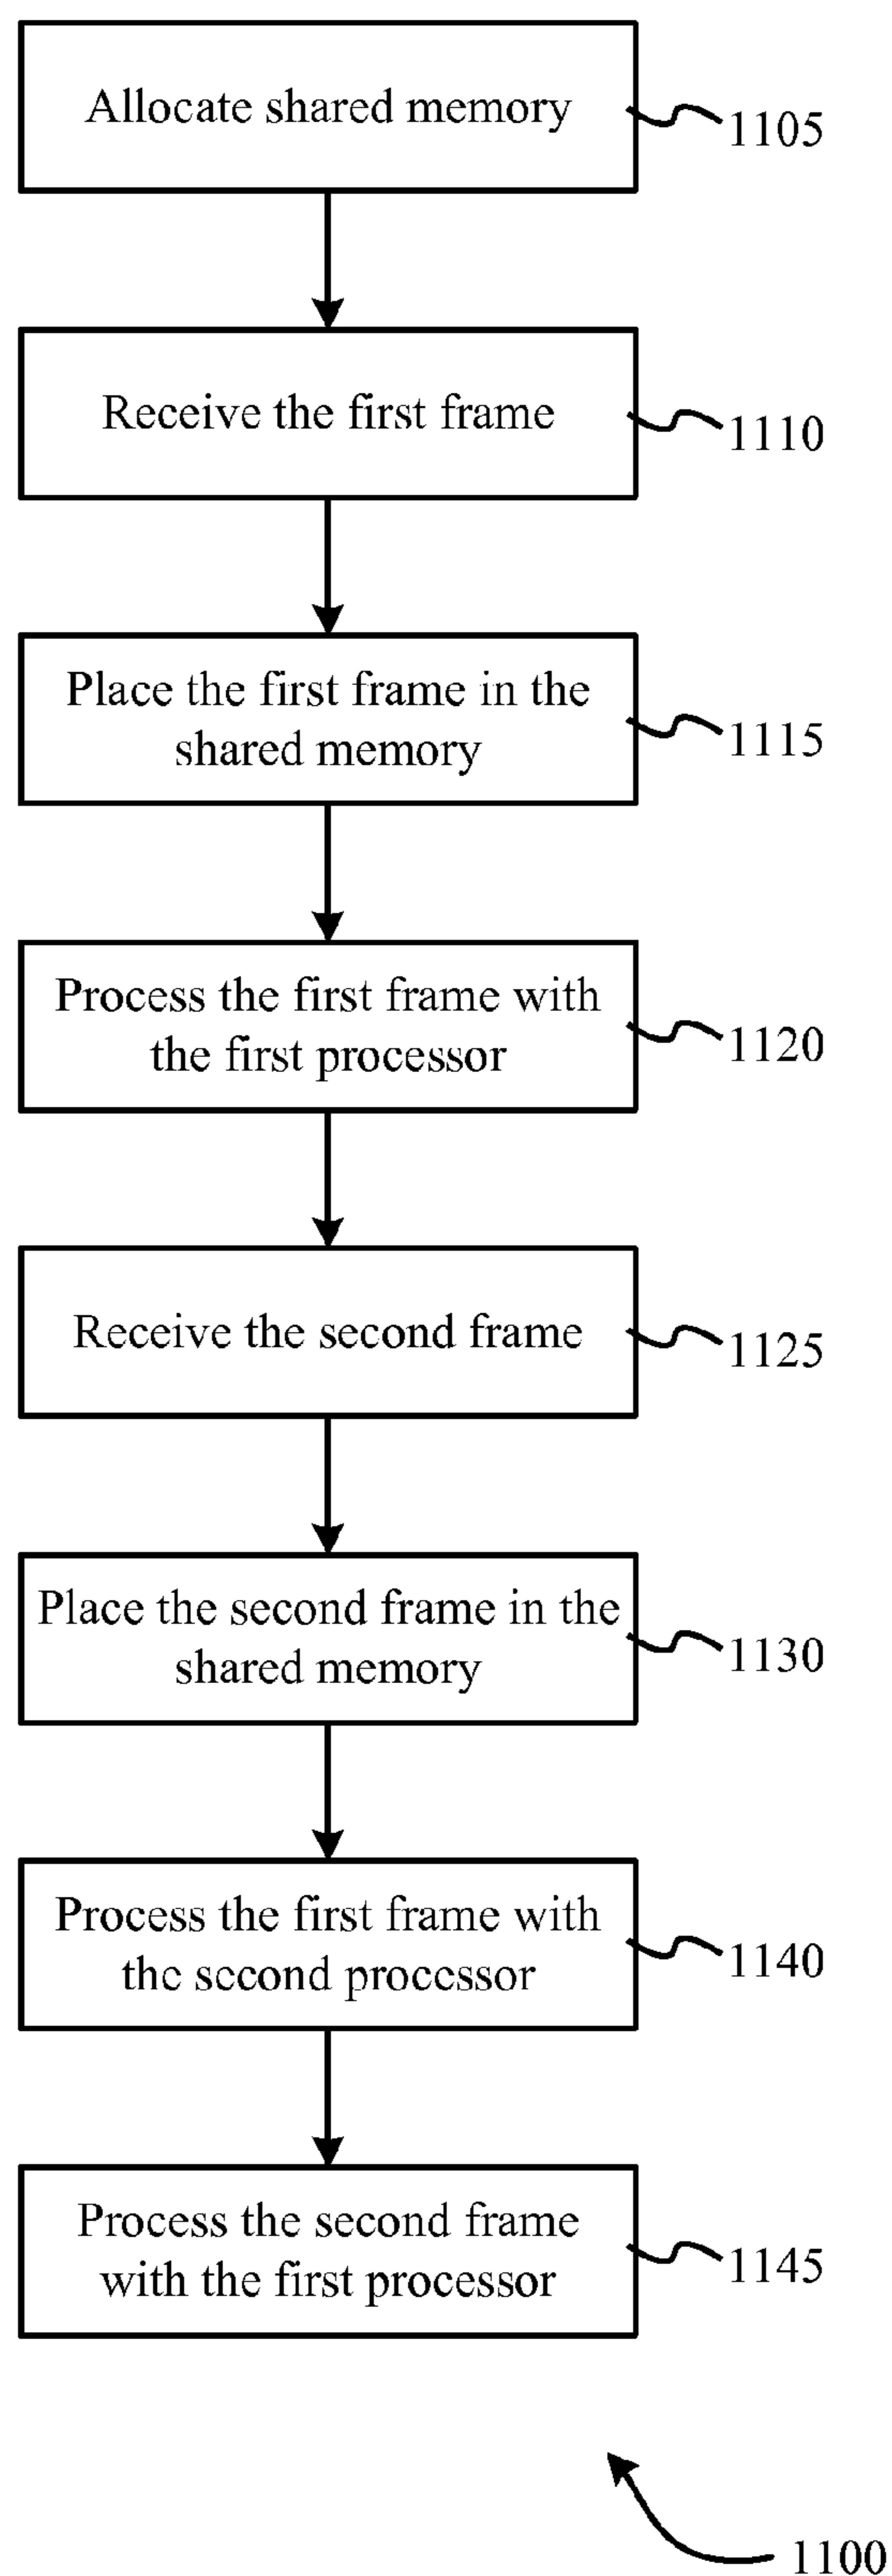 Allocate shared memory
1105
Receive the first frame
1110
Place the first frame in the
shared memory
1115
Process the first frame with
the first processor
1120
Receive the second frame
1125
Place the second frame in the
shared memory
1130
Process the first frame with
the second processor
1140
Process the second frame
with the first processor
1145
1100